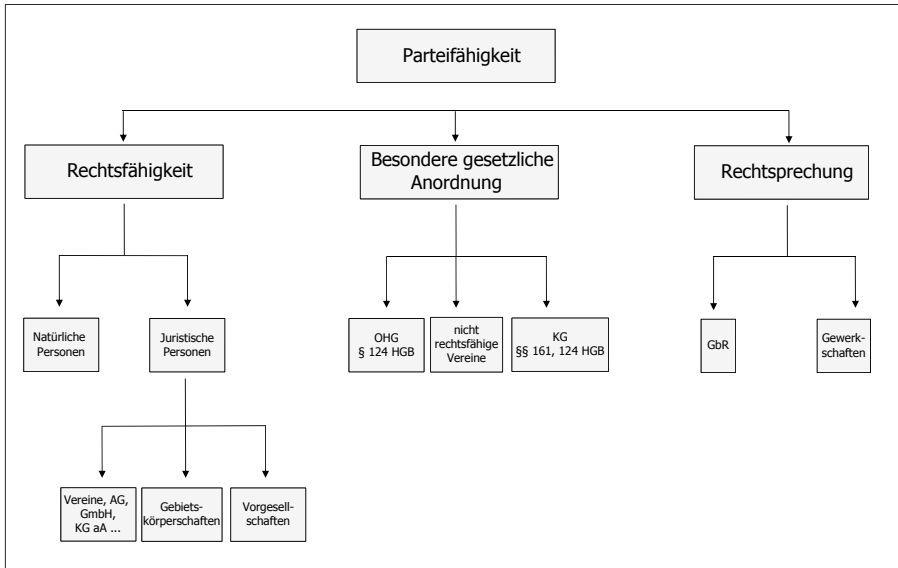 Parteifähigkeit
Rechtsfähigkeit
Besondere gesetzliche
Anordnung
Rechtsprechung
Natürliche
Personen
Juristische
Personen
OHG
§ 124 HGB
nicht
rechtsfähige
Vereine
KG
§§ 161, 124 HGB
GbR
Gewerk-
schaften
Vereine, AG,
GmbH,
KG aA ...
Gebiets-
körperschaften
Vorgesell-
schaften